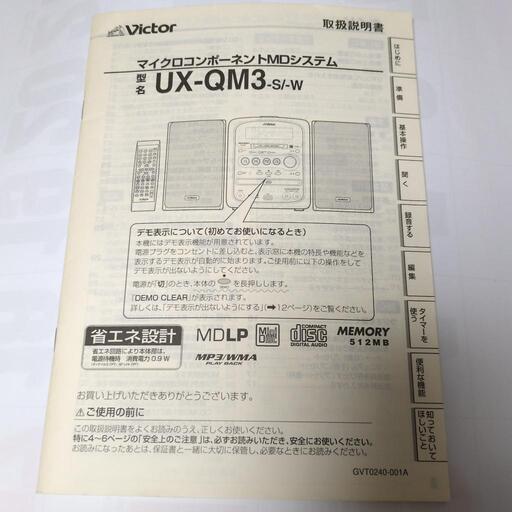 Victor
取扱説明書
マイクロコンポーネントMDシステム
型名 UX-QM3-S/-W
はじめに
準備
基本操作
聞く
録音する
編集
タイマーを使う
便利な機能
知っておいてほしいこと
デモ表示について(初めてお使いになるとき)
本機にはデモ表示機能が用意されています。
電源プラグをコンセントに差し込むと、表示窓に本機の特長や機能などを
表示するデモ表示が自動的に始まります。ご使用前に以下の操作をして
デモ表示が出ないようにしてください。
電源が「切」のとき、本体の を長押しします。
「DEMO CLEAR」が表示されます。
詳しくは、「デモ表示が出ないようにする」(➡12ページ)をご覧ください。
省エネ設計
省エネ回路により本体部は、
電源待機時 消費電力 0.9 W
MDLP
Mini Disc
COMPACT disc DIGITAL AUDIO
MEMORY 512MB
MP3/WMA PLAY BACK
お買い上げいただきありがとうございます。
⚠ご使用の前に
この取扱説明書をよくお読みのうえ、正しくお使いください。
特に4～6ページの「安全上のご注意」は、必ずお読みいただき、安全にお使いください。
お読みになったあとは、保証書と一緒に大切に保管し、必要なときにお読みください。
GVT0240-001A